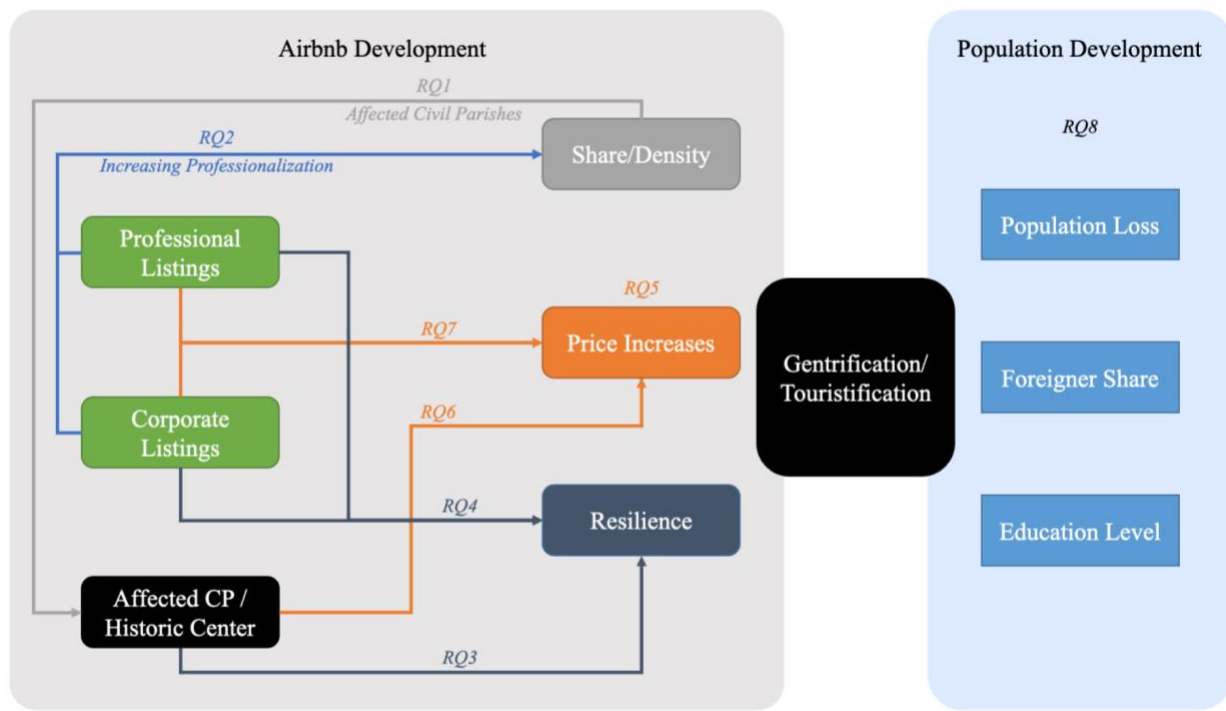 Airbnb Development
Population Development
RQ1
Affected Civil Parishes
RQ2
Increasing Professionalization
Share/Density
Professional
Listings
RQ5
RQ7
Price Increases
Corporate
Listings
RQ6
RQ4
Resilience
Affected CP /
Historic Center
RQ3
Gentrification/
Touristification
RQ8
Population Loss
Foreigner Share
Education Level